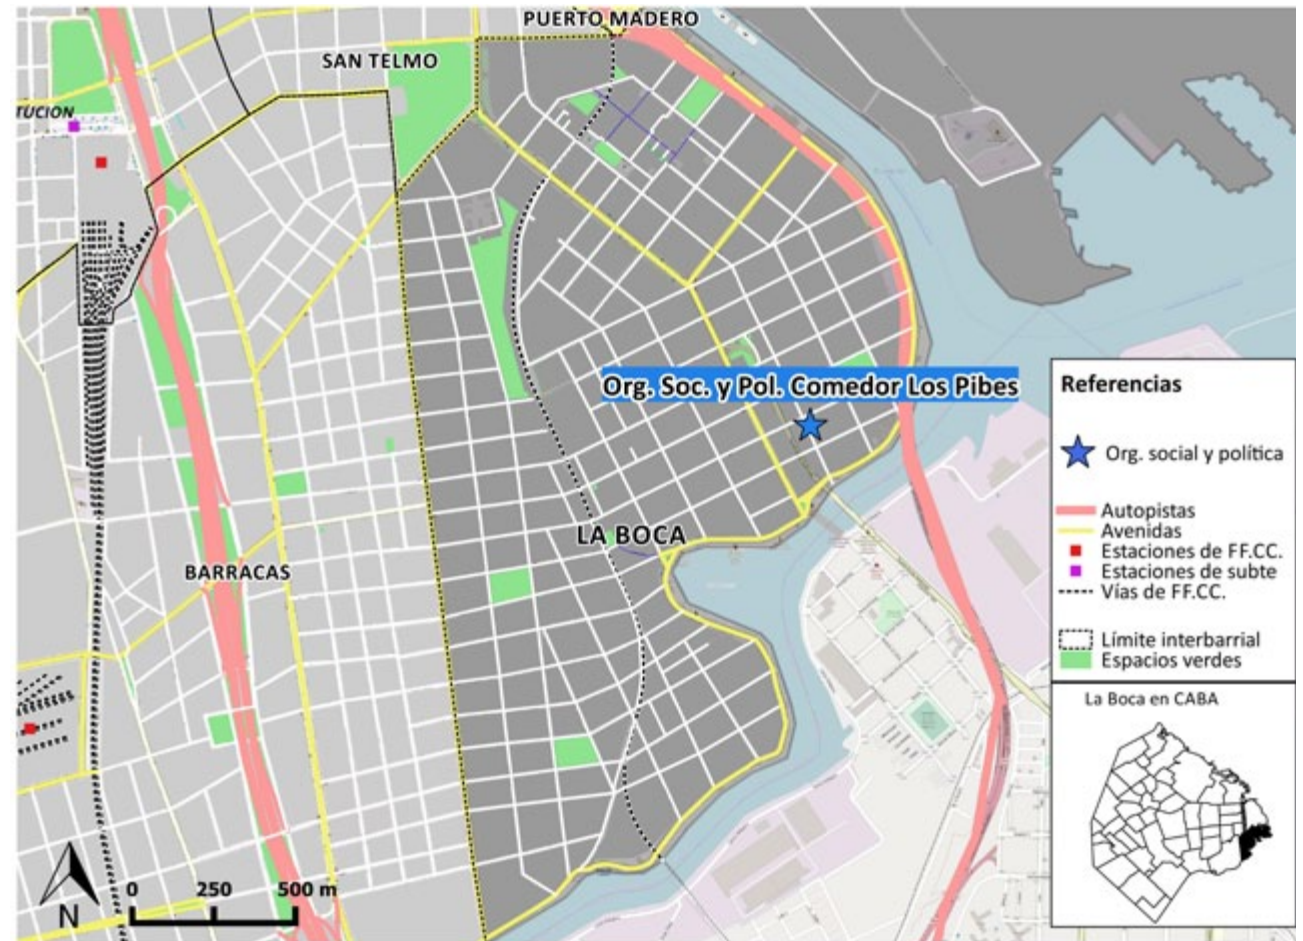 PUERTO MADERO
SAN TELMO
TUCION
Org. Soc. y Pol. Comedor Los Pibes
LA BOCA
BARRACAS
Referencias
Org. social y política
Autopistas
Avenidas
Estaciones de FF.CC.
Estaciones de subte
Vías de FF.CC.
Límite interbarrial
Espacios verdes
La Boca en CABA
0 250 500 m
N